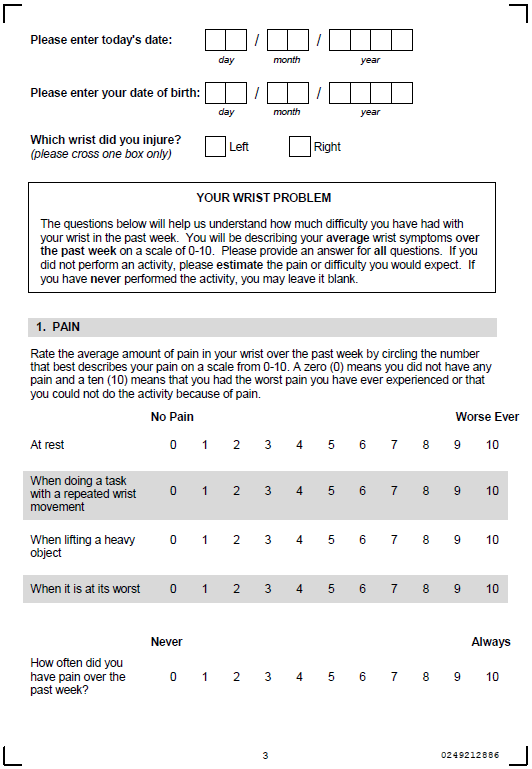 Please enter today's date: / /
day month year
Please enter your date of birth: / /
day month year
Which wrist did you injure? Left Right
(please cross one box only)
YOUR WRIST PROBLEM
The questions below will help us understand how much difficulty you have had with
your wrist in the past week. You will be describing your average wrist symptoms over
the past week on a scale of 0-10. Please provide an answer for all questions. If you
did not perform an activity, please estimate the pain or difficulty you would expect. If
you have never performed the activity, you may leave it blank.
1. PAIN
Rate the average amount of pain in your wrist over the past week by circling the number
that best describes your pain on a scale from 0-10. A zero (0) means you did not have any
pain and a ten (10) means that you had the worst pain you have ever experienced or that
you could not do the activity because of pain.
No Pain Worse Ever
At rest 0 1 2 3 4 5 6 7 8 9 10
When doing a task
with a repeated wrist 0 1 2 3 4 5 6 7 8 9 10
movement
When lifting a heavy 0 1 2 3 4 5 6 7 8 9 10
object
When it is at its worst 0 1 2 3 4 5 6 7 8 9 10
Never Always
How often did you
have pain over the 0 1 2 3 4 5 6 7 8 9 10
past week?
3 0249212886